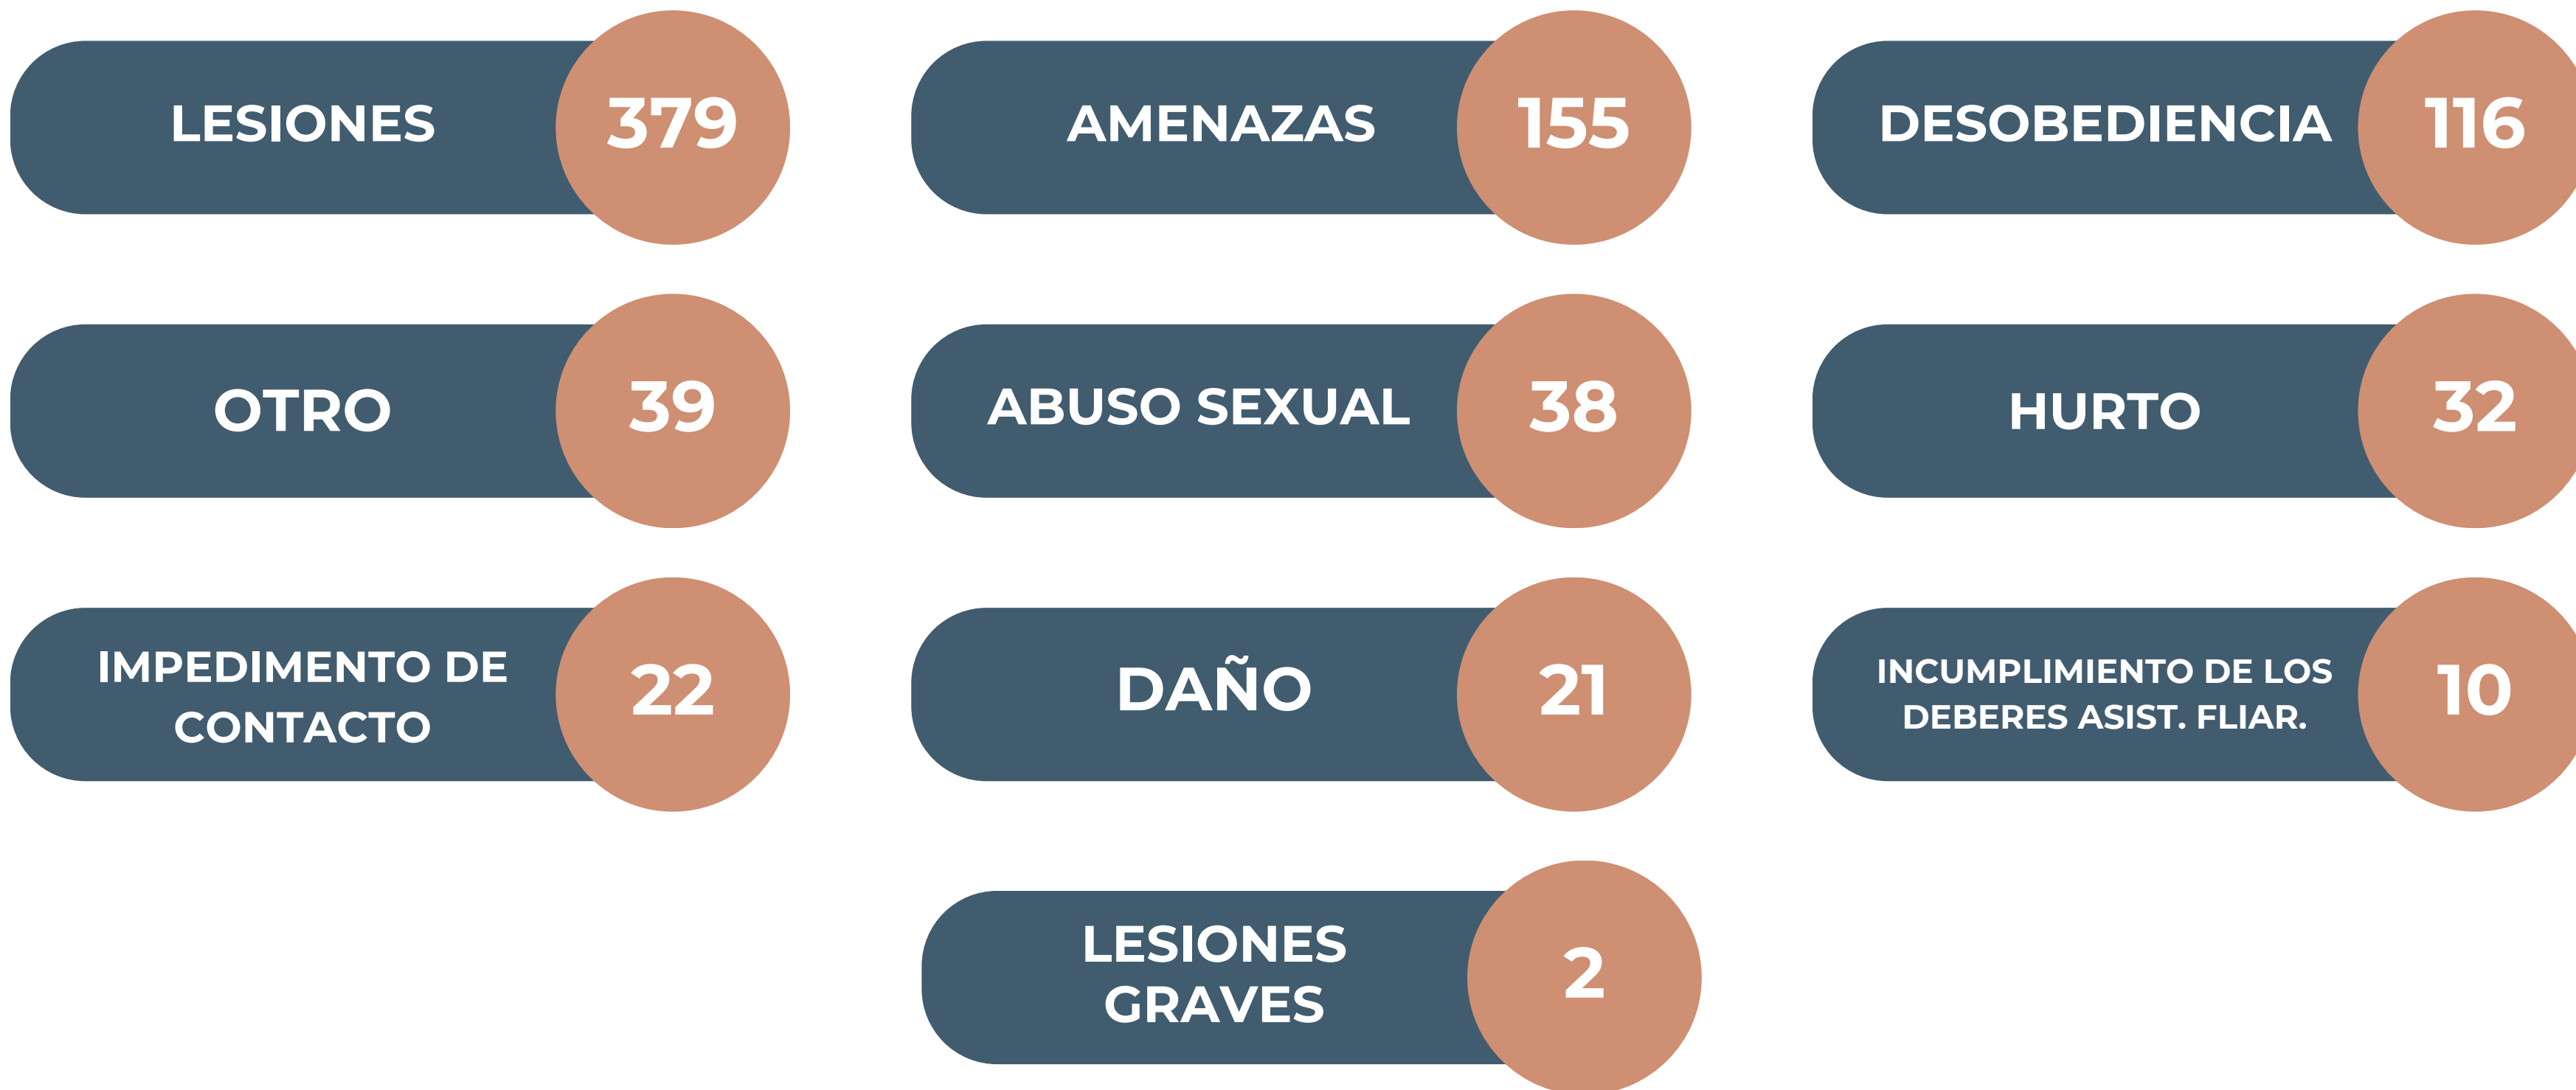 LESIONES
379
AMENAZAS
155
DESOBEDIENCIA
116
OTRO
39
ABUSO SEXUAL
38
HURTO
32
IMPEDIMENTO DE
CONTACTO
22
DAÑO
21
INCUMPLIMIENTO DE LOS
DEBERES ASIST. FLIAR.
10
LESIONES
GRAVES
2